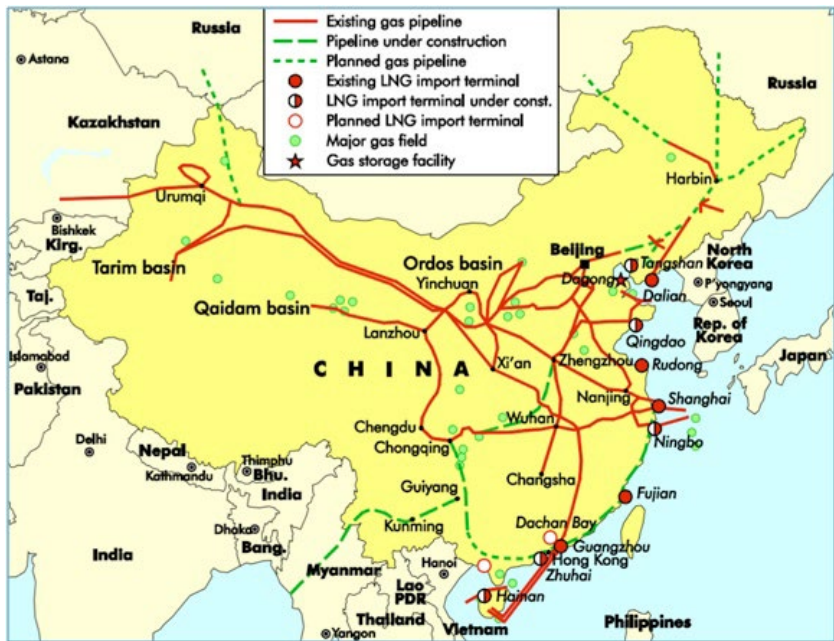 Existing gas pipeline
Pipeline under construction
Planned gas pipeline
Existing LNG import terminal
LNG import terminal under const.
Planned LNG import terminal
Major gas field
Gas storage facility
Russia
Astana
Russia
Kazakhstan
Harbin
Urumqi
Bishkek
Kirg.
Beijing
Tangshan
North
Korea
Ordos basin
Tarim basin
Dagong
P'yongyang
Yinchuan
Taj.
Dalian
Seoul
Qaidam basin
Rep. of
Korea
Lanzhou
Qingdao
Islamabad
CHINA
Xi'an
Zhengzhou
Rudong
Japan
Pakistan
Nanjing
Shanghai
Chengdu
Wuhan
Delhi
Chongqing
Ningbo
Nepal
Thimphu
Kathmandu
Bhu.
Changsha
Guiyang
Fujian
India
Dachan Bay
Dhaka
Kunming
Bang.
Guangzhou
India
Hanoi
Hong Kong
Myanmar
Zhuhai
Lao
PDR
Hainan
Thailand
Vietnam
Philippines
Yangon